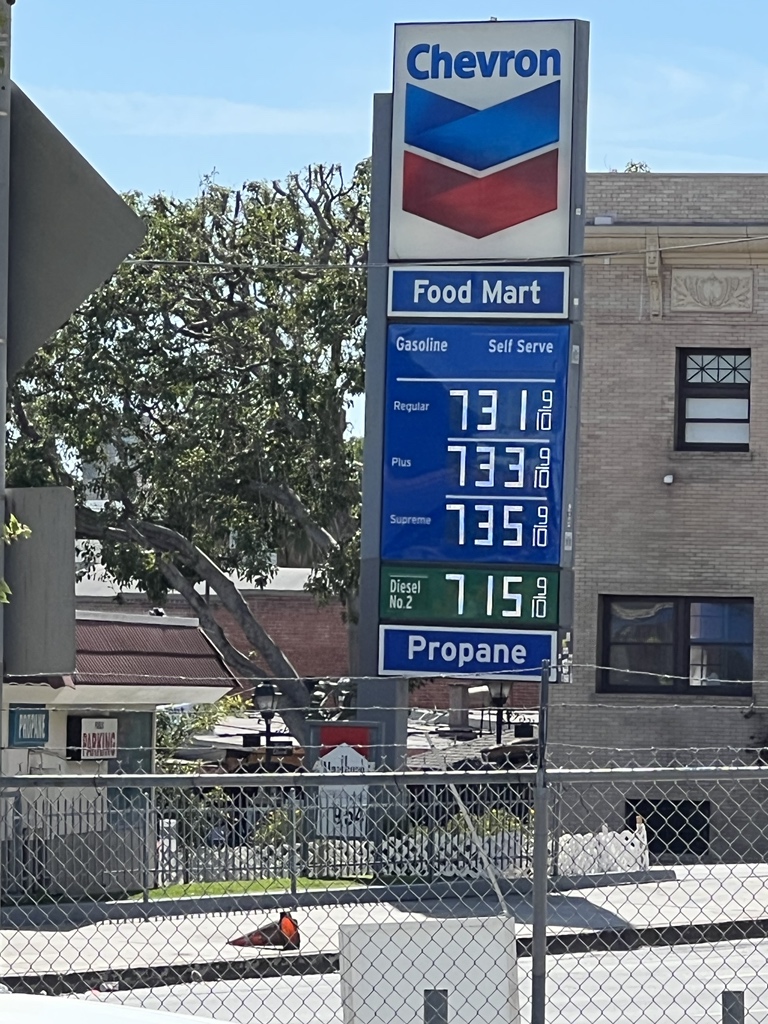 Chevron
Food Mart
Gasoline Self Serve
Regular 731 9/10
Plus 733 9/10
Supreme 735 9/10
Diesel No.2 715 9/10
Propane
PROPANE
PARKING